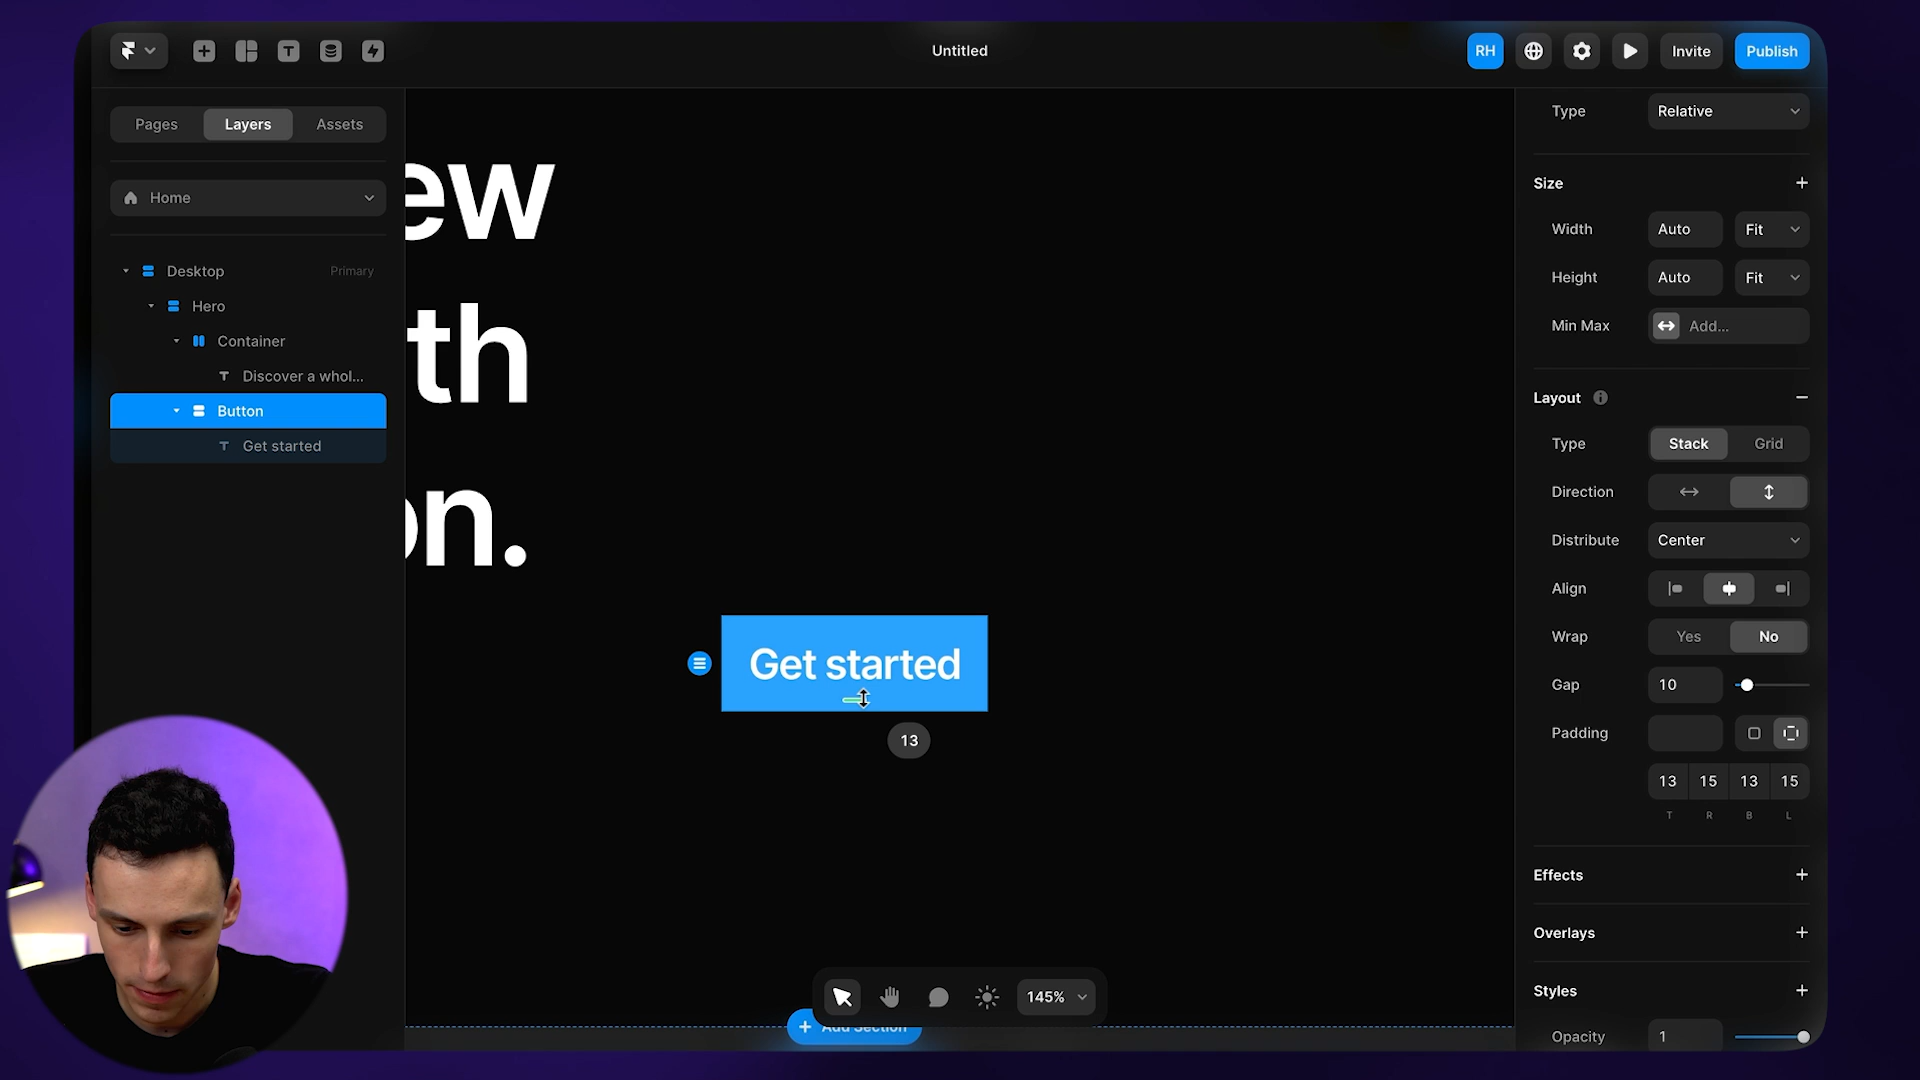 Untitled
RH
Invite
Publish
Pages
Layers
Assets
Home
Desktop
Primary
Hero
Container
Discover a whol...
Button
Get started
ew
th
on.
Get started
13
145%
Add Section
Type
Relative
Size
Width
Auto
Fit
Height
Auto
Fit
Min Max
Add...
Layout
Type
Stack
Grid
Direction
Distribute
Center
Align
Wrap
Yes
No
Gap
10
Padding
13
15
13
15
T
R
B
L
Effects
Overlays
Styles
Opacity
1